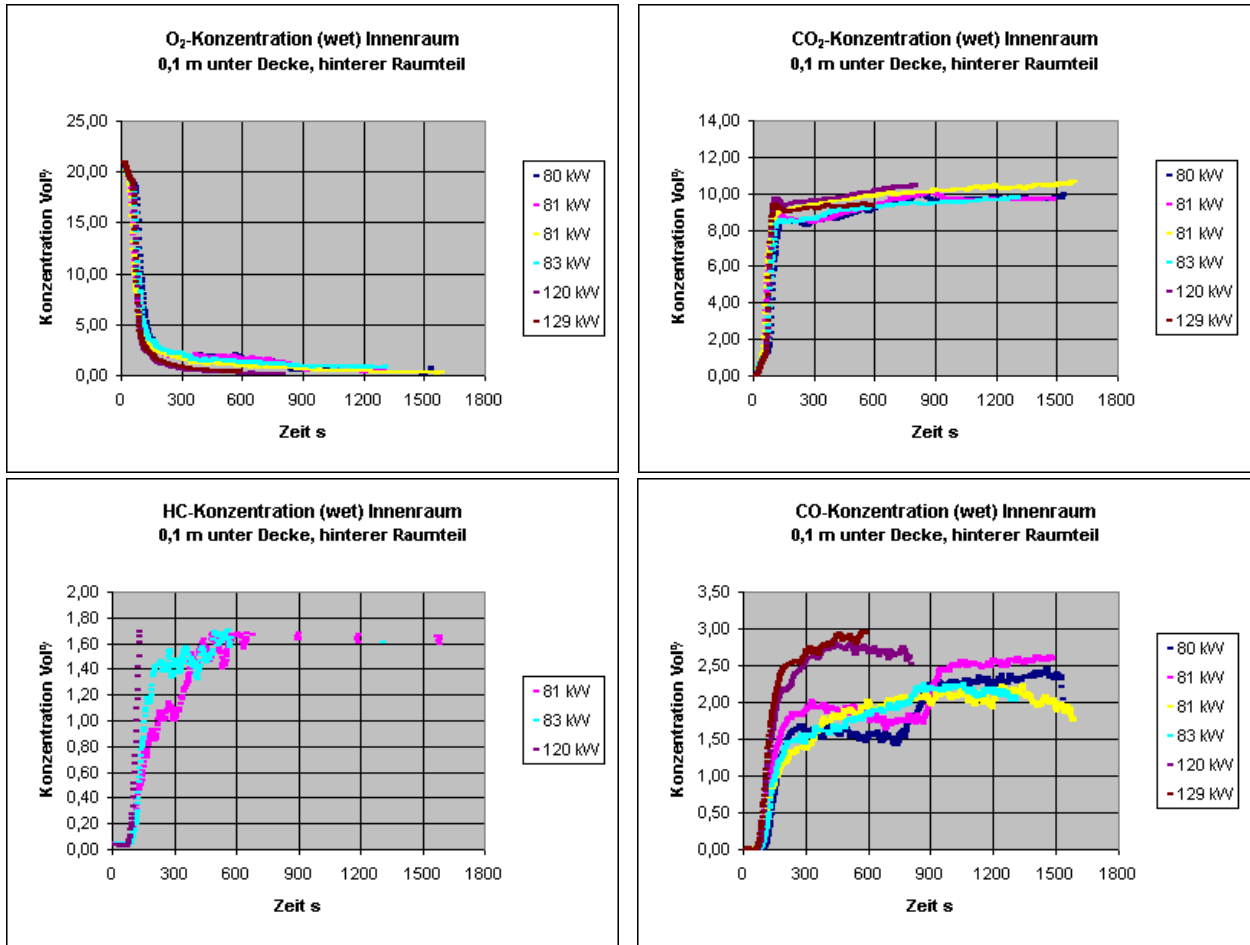 O₂-Konzentration (wet) Innenraum
0,1 m unter Decke, hinterer Raumteil
Konzentration Vol%
25,00
20,00
15,00
10,00
5,00
0,00
0 300 600 900 1200 1500 1800
Zeit s
80 kW
81 kW
81 kW
83 kW
120 kW
129 kW
CO₂-Konzentration (wet) Innenraum
0,1 m unter Decke, hinterer Raumteil
Konzentration Vol%
14,00
12,00
10,00
8,00
6,00
4,00
2,00
0,00
0 300 600 900 1200 1500 1800
Zeit s
80 kW
81 kW
81 kW
83 kW
120 kW
129 kW
HC-Konzentration (wet) Innenraum
0,1 m unter Decke, hinterer Raumteil
Konzentration Vol%
2,00
1,80
1,60
1,40
1,20
1,00
0,80
0,60
0,40
0,20
0,00
0 300 600 900 1200 1500 1800
Zeit s
81 kW
83 kW
120 kW
CO-Konzentration (wet) Innenraum
0,1 m unter Decke, hinterer Raumteil
Konzentration Vol%
3,50
3,00
2,50
2,00
1,50
1,00
0,50
0,00
0 300 600 900 1200 1500 1800
Zeit s
80 kW
81 kW
81 kW
83 kW
120 kW
129 kW